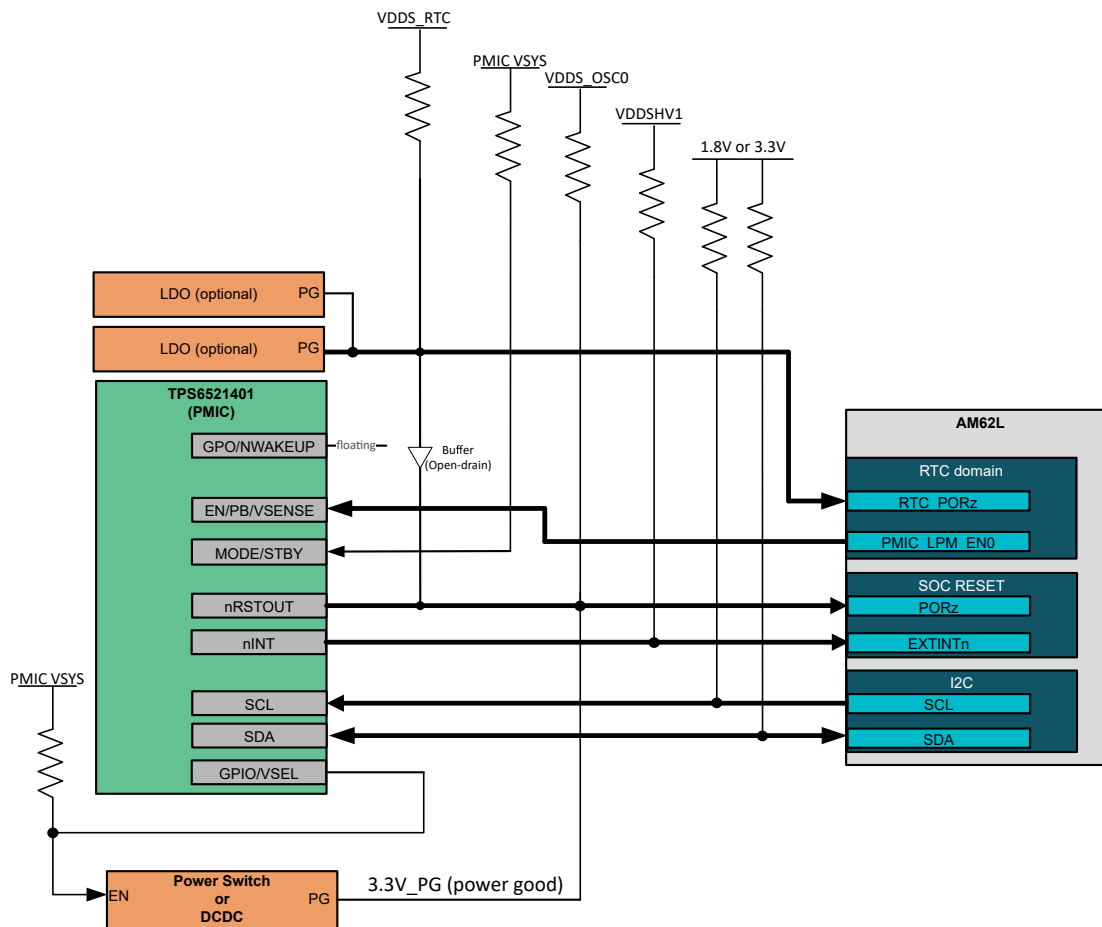 VDDS_RTC
PMIC VSYS
VDDS_OSC0
VDDSHV1
1.8V or 3.3V
LDO (optional)
PG
LDO (optional)
PG
TPS6521401
(PMIC)
GPO/NWAKEUP
floating
Buffer
(Open-drain)
EN/PB/VSENSE
MODE/STBY
nRSTOUT
nINT
SCL
SDA
GPIO/VSEL
AM62L
RTC domain
RTC_PORz
PMIC_LPM_EN0
SOC RESET
PORz
EXTINTn
I2C
SCL
SDA
PMIC VSYS
EN
Power Switch
or
DCDC
PG
3.3V_PG (power good)